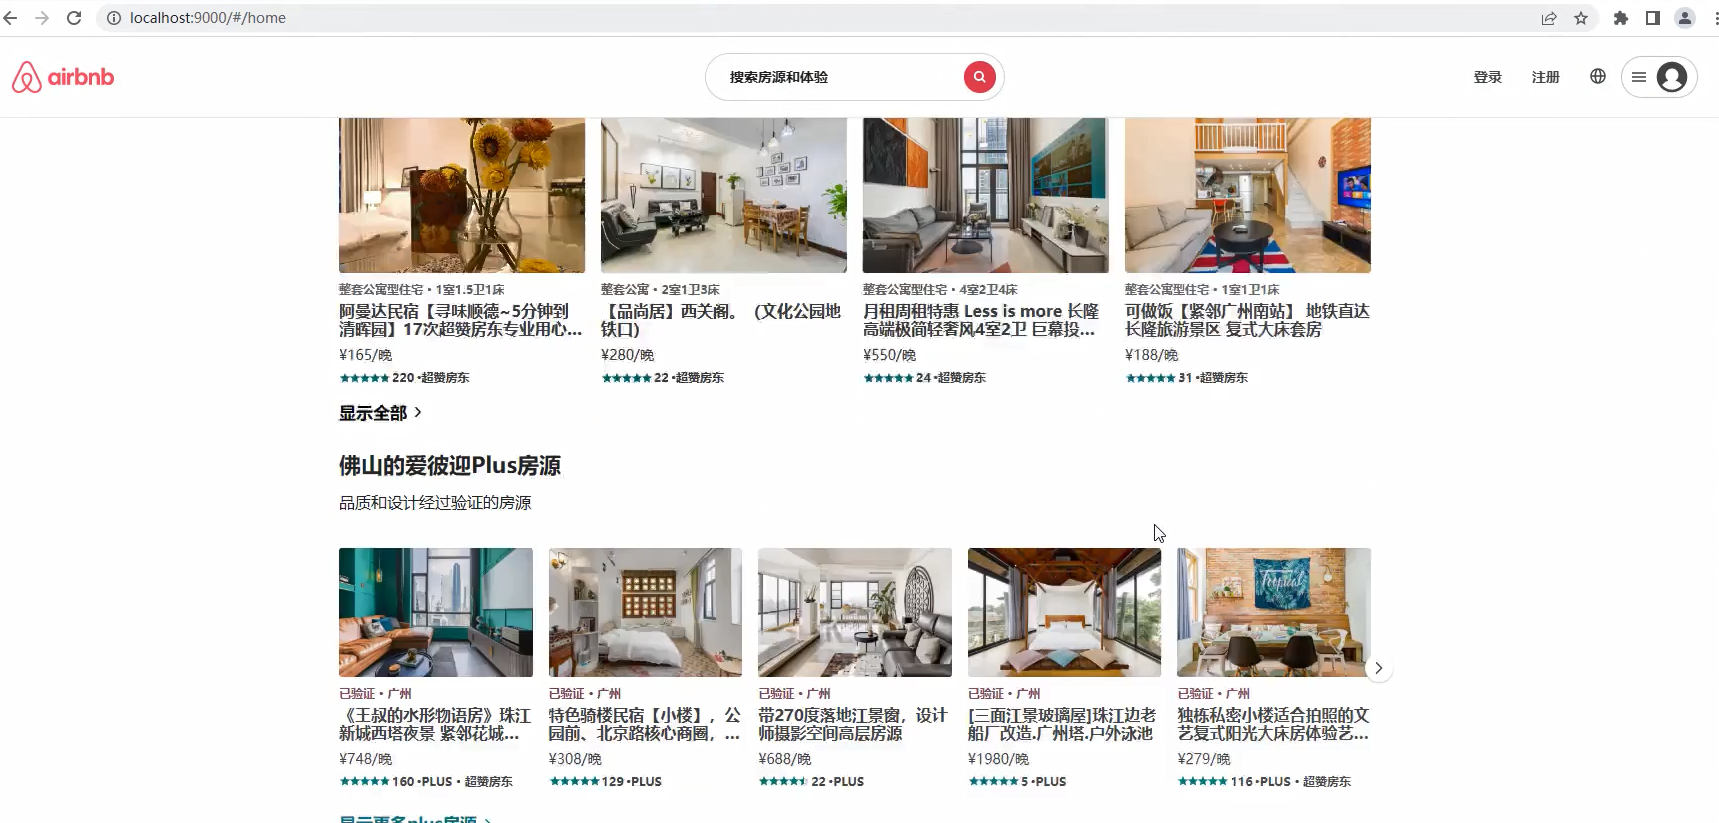 localhost:9000/#/home
airbnb
搜索房源和体验
登录
注册
整套公寓型住宅・1室1.5卫1床
阿曼达民宿【寻味顺德~5分钟到
清晖园】17次超赞房东专业用心...
¥165/晚
220 •超赞房东
整套公寓・2室1卫3床
【品尚居】西关阁。（文化公园地
铁口）
¥280/晚
22 •超赞房东
整套公寓型住宅・4室2卫4床
月租周租特惠 Less is more 长隆
高端极简轻奢风4室2卫 巨幕投...
¥550/晚
24 •超赞房东
整套公寓型住宅・1室1卫1床
可做饭【紧邻广州南站】 地铁直达
长隆旅游景区 复式大床套房
¥188/晚
31 •超赞房东
显示全部
佛山的爱彼迎Plus房源
品质和设计经过验证的房源
Tropical
已验证・广州
《王叔的水形物语房》珠江
新城西塔夜景 紧邻花城...
¥748/晚
160 •PLUS・超赞房东
已验证・广州
特色骑楼民宿【小楼】，公
园前、北京路核心商圈，...
¥308/晚
129 •PLUS
已验证・广州
带270度落地江景窗，设计
师摄影空间高层房源
¥688/晚
22 •PLUS
已验证・广州
[三面江景玻璃屋]珠江边老
船厂改造.广州塔.户外泳池
¥1980/晚
5 •PLUS
已验证・广州
独栋私密小楼适合拍照的文
艺复式阳光大床房体验艺...
¥279/晚
116 •PLUS・超赞房东
显示更多plus房源